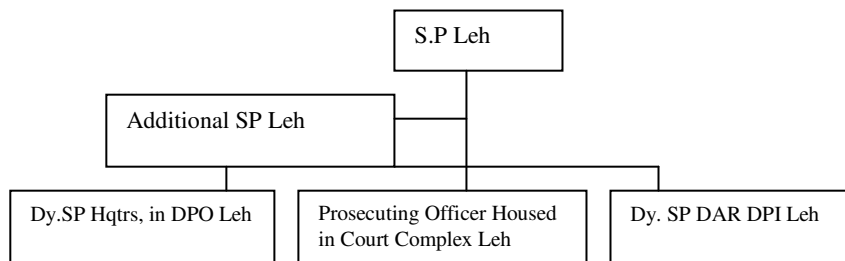 S.P Leh
Additional SP Leh
Dy.SP Hqtrs, in DPO Leh
Prosecuting Officer Housed
in Court Complex Leh
Dy. SP DAR DPI Leh